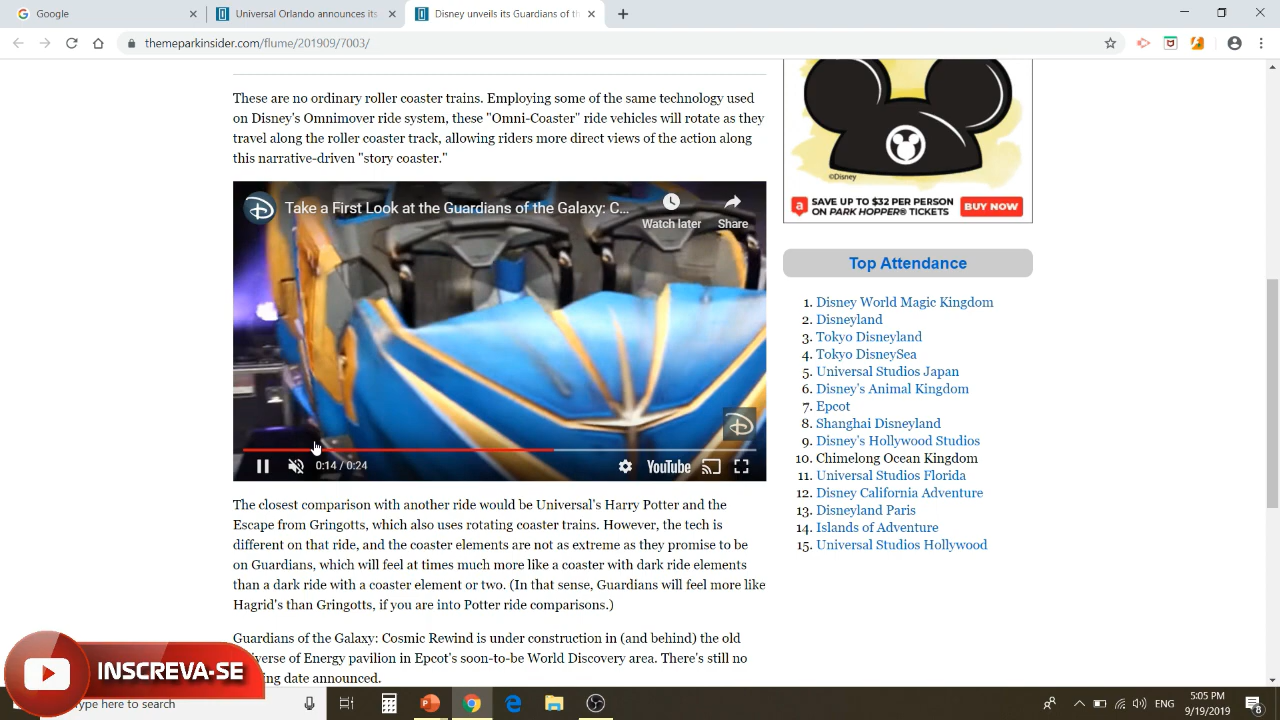 Google
Universal Orlando announces its
Disney unveils its Guardians of th
themeparkinsider.com/flume/201909/7003/
These are no ordinary roller coaster trains. Employing some of the same technology used
on Disney's Omnimover ride system, these "Omni-Coaster" ride vehicles will rotate as they
travel along the roller coaster track, allowing riders more direct views of the action along
this narrative-driven "story coaster."
Take a First Look at the Guardians of the Galaxy: C...
Watch later
Share
0:14 / 0:24
YouTube
The closest comparison with another ride would be Universal's Harry Potter and the
Escape from Gringotts, which also uses rotating coaster trains. However, the tech is
different on that ride, and the coaster elements are not as extreme as they promise to be
on Guardians, which will feel at times much more like a coaster with dark ride elements
than a dark ride with a coaster element or two. (In that sense, Guardians will feel more like
Hagrid's than Gringotts, if you are into Potter ride comparisons.)
Guardians of the Galaxy: Cosmic Rewind is under construction in (and behind) the old
verse of Energy pavilion in Epcot's soon-to-be World Discovery area. There's still no
ing date announced.
©Disney
a SAVE UP TO $32 PER PERSON
ON PARK HOPPER® TICKETS
BUY NOW
Top Attendance
1. Disney World Magic Kingdom
2. Disneyland
3. Tokyo Disneyland
4. Tokyo DisneySea
5. Universal Studios Japan
6. Disney's Animal Kingdom
7. Epcot
8. Shanghai Disneyland
9. Disney's Hollywood Studios
10. Chimelong Ocean Kingdom
11. Universal Studios Florida
12. Disney California Adventure
13. Disneyland Paris
14. Islands of Adventure
15. Universal Studios Hollywood
INSCREVA-SE
ype here to search
ENG
5:05 PM
9/19/2019
8